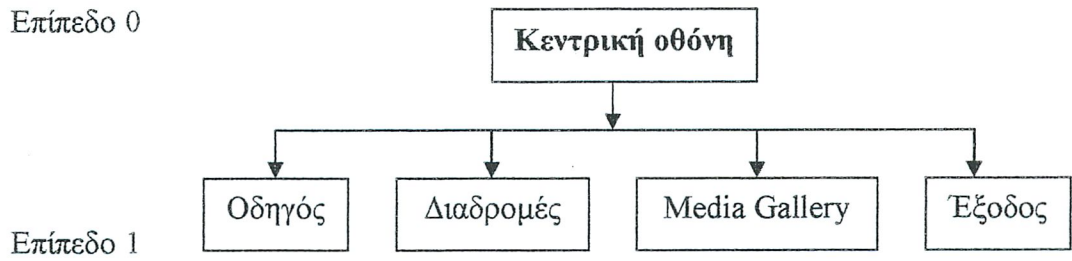 Επίπεδο 0
Κεντρική οθόνη
Οδηγός
Διαδρομές
Media Gallery
Έξοδος
Επίπεδο 1